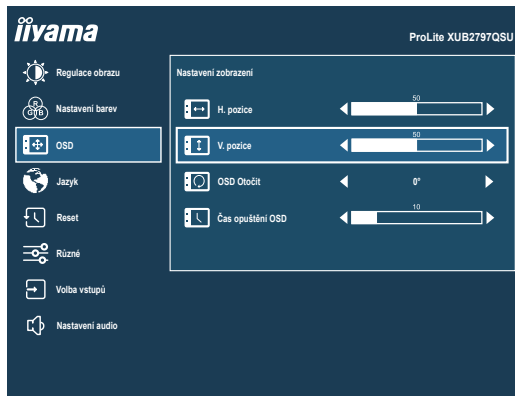 iiyama
ProLite XUB2797QSU
Regulace obrazu
Nastavení barev
R
G B
OSD
Jazyk
Reset
Různé
Volba vstupů
Nastavení audio
Nastavení zobrazení
H. pozice
50
V. pozice
50
OSD Otočit
0°
Čas opuštění OSD
10